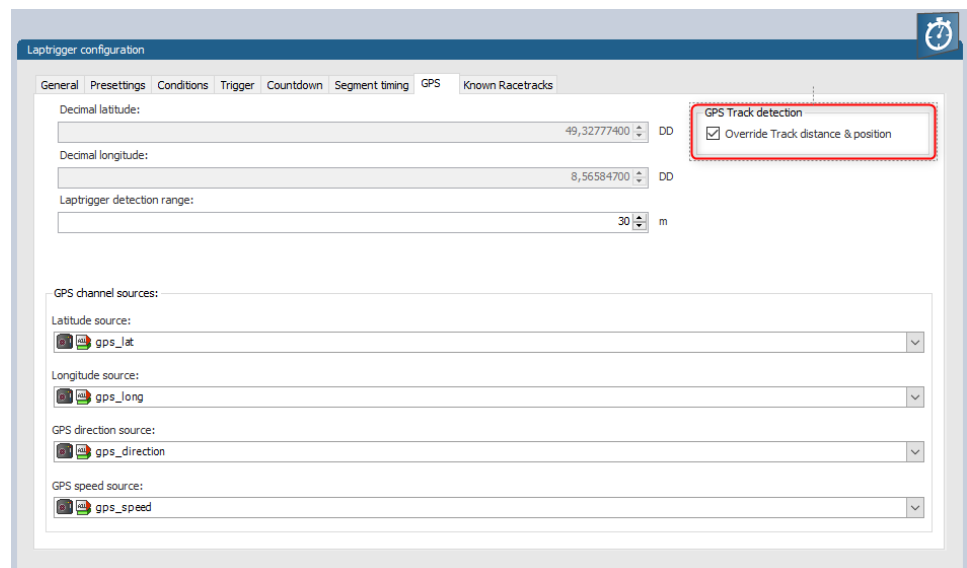 Laptrigger configuration
General Presettings Conditions Trigger Countdown Segment timing GPS Known Racetracks
Decimal latitude:
49,32777400 DD
Decimal longitude:
8,56584700 DD
Laptrigger detection range:
30 m
GPS Track detection
Override Track distance & position
GPS channel sources:
Latitude source:
gps_lat
Longitude source:
gps_long
GPS direction source:
gps_direction
GPS speed source:
gps_speed